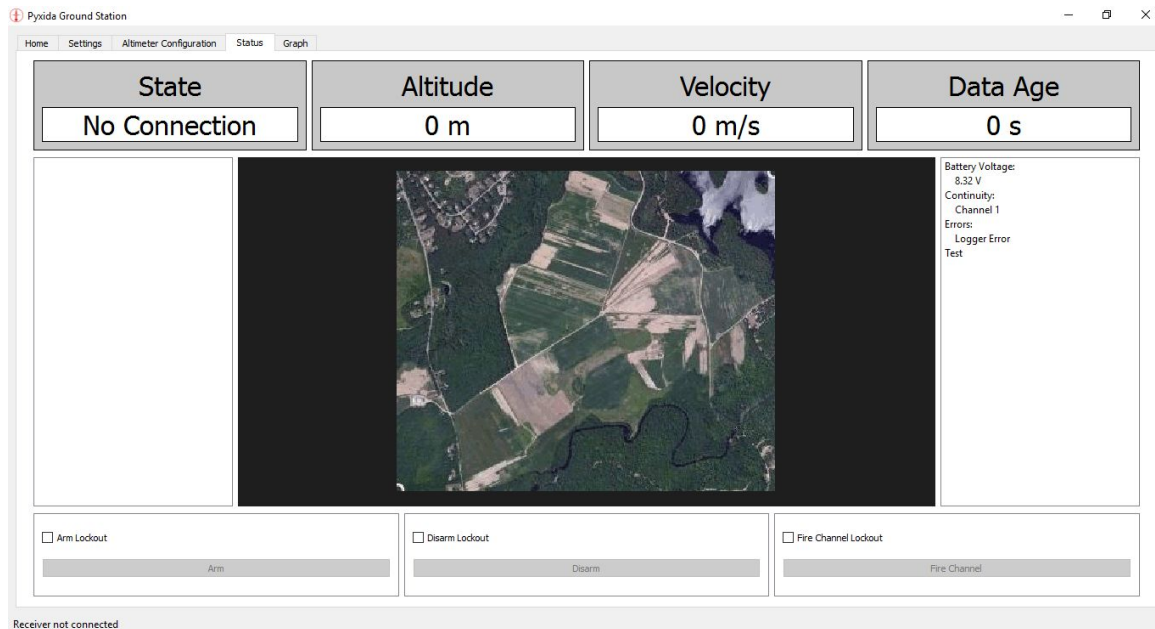 Pyxida Ground Station
Home Settings Altimeter Configuration Status Graph
State Altitude Velocity Data Age
No Connection 0 m 0 m/s 0 s
Battery Voltage:
8.32 V
Continuity:
Channel 1
Errors:
Logger Error
Test
Arm Lockout Disarm Lockout Fire Channel Lockout
Arm Disarm Fire Channel
Receiver not connected